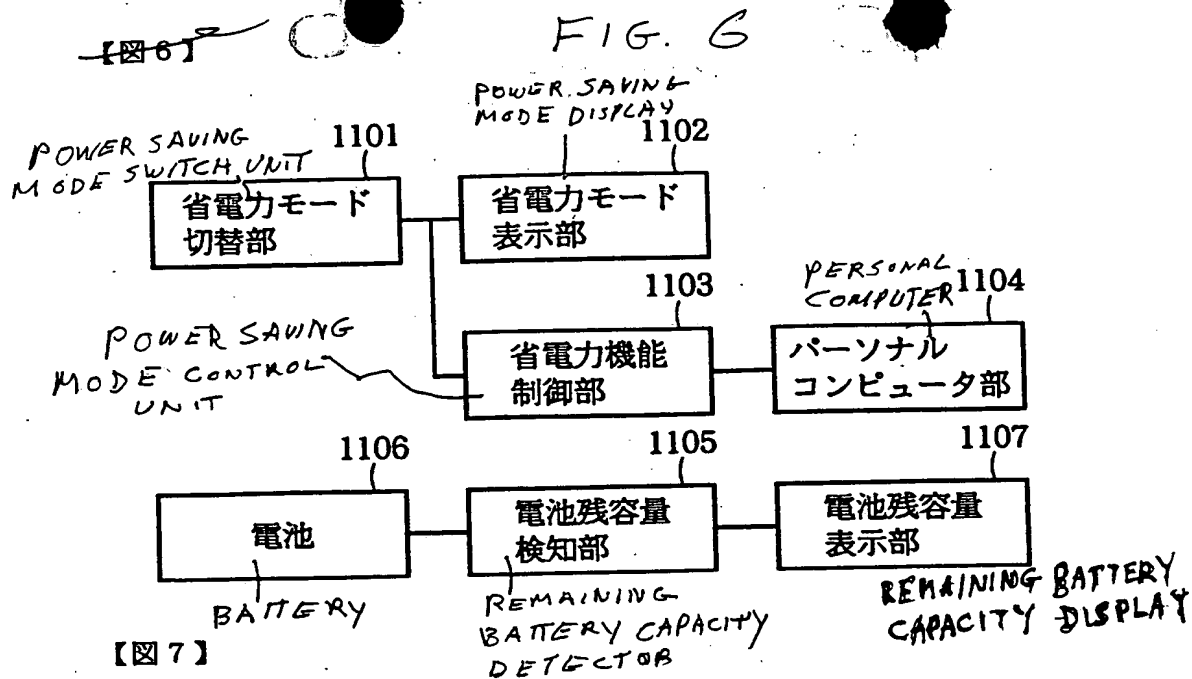 【図6】
FIG. 6
POWER SAVING
MODE SWITCH UNIT
1101
省電力モード
切替部
POWER SAVING
MODE DISPLAY
1102
省電力モード
表示部
POWER SAVING
MODE CONTROL
UNIT
1103
省電力機能
制御部
PERSONAL
COMPUTER
1104
パーソナル
コンピュータ部
1106
電池
BATTERY
1105
電池残容量
検知部
REMAINING
BATTERY CAPACITY
DETECTOR
1107
電池残容量
表示部
REMAINING BATTERY
CAPACITY DISPLAY
【図7】